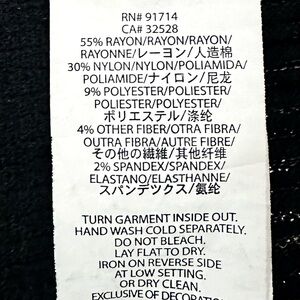 RN# 91714
CA# 32528
55% RAYON/RAYON/RAYON/
RAYONNE/レーヨン/人造棉
30% NYLON/NYLON/POLIAMIDA/
POLIAMIDE/ナイロン/尼龙
9% POLYESTER/POLIESTER/
POLIESTER/POLYESTER/
ポリエステル/涤纶
4% OTHER FIBER/OTRA FIBRA/
OUTRA FIBRA/AUTRE FIBRE/
その他の繊維/其他纤维
2% SPANDEX/SPANDEX/
ELASTANO/ELASTHANNE/
スパンデックス/氨纶
TURN GARMENT INSIDE OUT.
HAND WASH COLD SEPARATELY.
DO NOT BLEACH.
LAY FLAT TO DRY.
IRON ON REVERSE SIDE
AT LOW SETTING.
OR DRY CLEAN.
EXCLUSIVE OF DECORATION